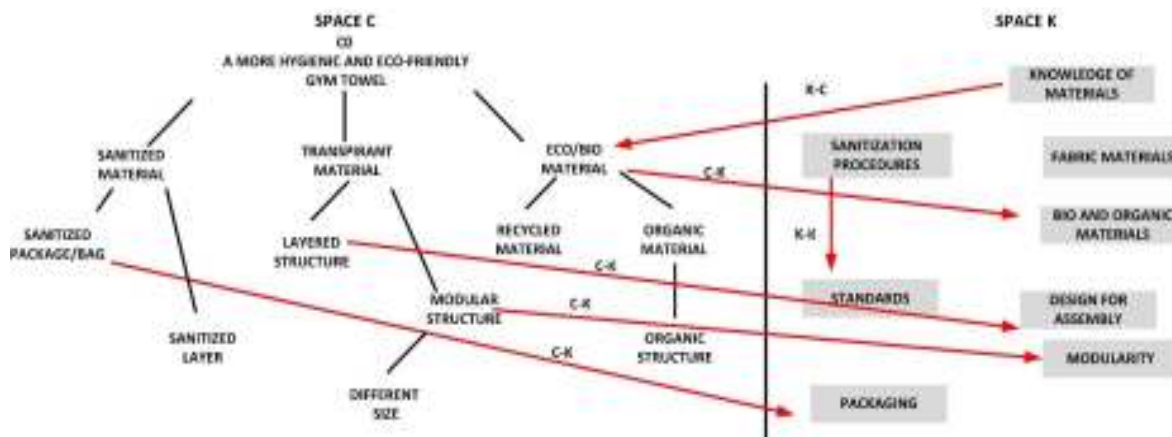 SPACE C
C0
A MORE HYGIENIC AND ECO-FRIENDLY
GYM TOWEL
SPACE K
K-C
KNOWLEDGE OF
MATERIALS
SANITIZED
MATERIAL
TRANSPIRANT
MATERIAL
ECO/BIO
MATERIAL
SANITIZATION
PROCEDURES
FABRIC MATERIALS
C-K
SANITIZED
PACKAGE/BAG
LAYERED
STRUCTURE
RECYCLED
MATERIAL
ORGANIC
MATERIAL
K-K
BIO AND ORGANIC
MATERIALS
C-K
MODULAR
STRUCTURE
C-K
STANDARDS
DESIGN FOR
ASSEMBLY
SANITIZED
LAYER
C-K
ORGANIC
STRUCTURE
MODULARITY
DIFFERENT
SIZE
PACKAGING